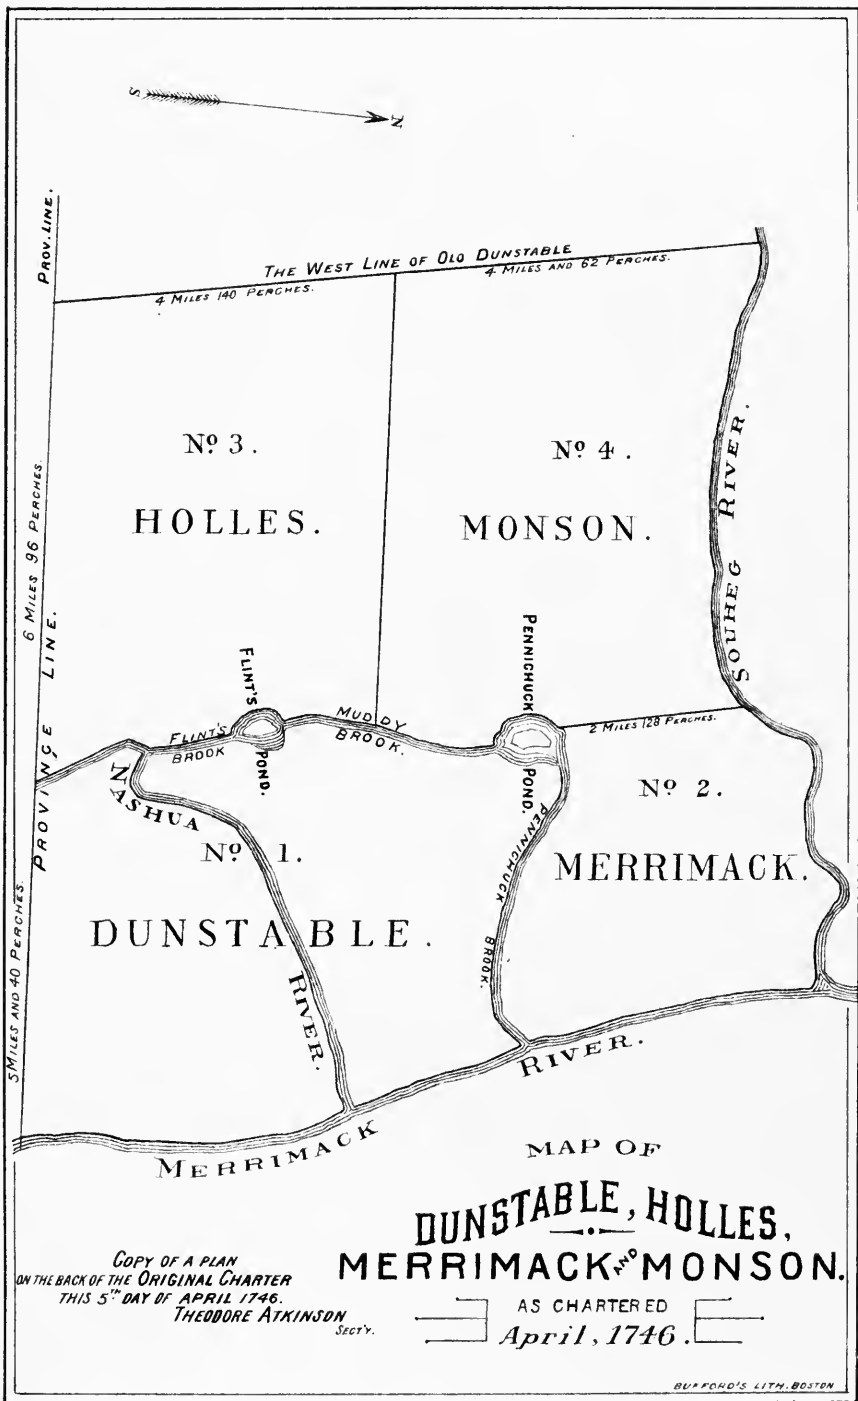 S
N
PROV. LINE.
THE WEST LINE OF OLD DUNSTABLE
4 MILES 140 PERCHES.
4 MILES AND 62 PERCHES.
Nº 3.
HOLLES.
Nº 4.
MONSON.
SOUHEG RIVER.
6 MILES 96 PERCHES.
PROVINCE LINE.
FLINT'S
POND.
FLINT'S
BROOK
MUDDY
BROOK.
PENNICHUCK
POND.
2 MILES 128 PERCHES.
NASHUA
RIVER.
Nº 1.
DUNSTABLE.
PENNICHUCK
BROOK.
Nº 2.
MERRIMACK.
5 MILES AND 40 PERCHES.
MERRIMACK
RIVER.
MAP OF
DUNSTABLE, HOLLES,
MERRIMACK AND MONSON.
AS CHARTERED
April, 1746.
COPY OF A PLAN
ON THE BACK OF THE ORIGINAL CHARTER
THIS 5TH DAY OF APRIL 1746.
THEODORE ATKINSON
SECT'Y.
BUFFORD'S LITH. BOSTON